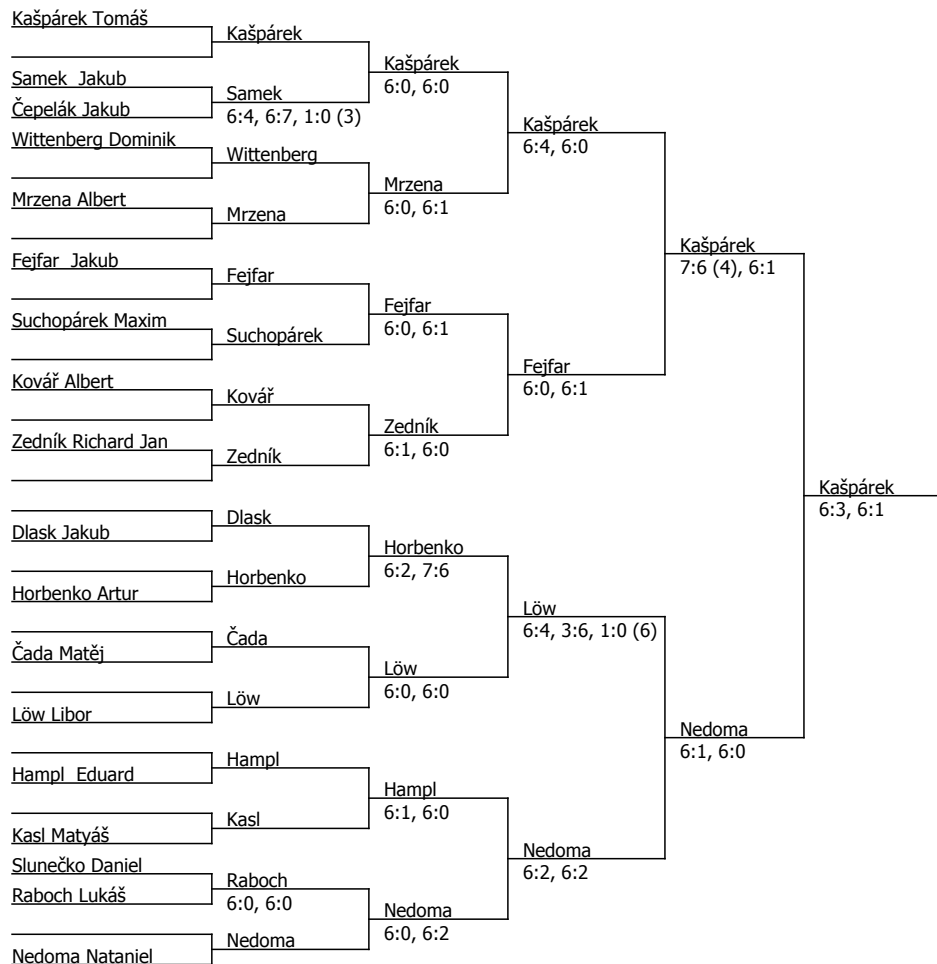 Kašpárek Tomáš
Kašpárek
Kašpárek
6:0, 6:0
Samek  Jakub
Samek
6:4, 6:7, 1:0 (3)
Čepelák Jakub
Kašpárek
6:4, 6:0
Wittenberg Dominik
Wittenberg
Mrzena
6:0, 6:1
Mrzena Albert
Mrzena
Kašpárek
7:6 (4), 6:1
Fejfar  Jakub
Fejfar
Fejfar
6:0, 6:1
Suchopárek Maxim
Suchopárek
Fejfar
6:0, 6:1
Kovář Albert
Kovář
Zedník
6:1, 6:0
Zedník Richard Jan
Zedník
Kašpárek
6:3, 6:1
Dlask
Dlask Jakub
Horbenko
6:2, 7:6
Horbenko
Horbenko Artur
Löw
6:4, 3:6, 1:0 (6)
Čada
Čada Matěj
Löw
6:0, 6:0
Löw
Löw Libor
Nedoma
6:1, 6:0
Hampl
Hampl  Eduard
Hampl
6:1, 6:0
Kasl
Kasl Matyáš
Nedoma
6:2, 6:2
Slunečko Daniel
Raboch
6:0, 6:0
Raboch Lukáš
Nedoma
6:0, 6:2
Nedoma
Nedoma Nataniel